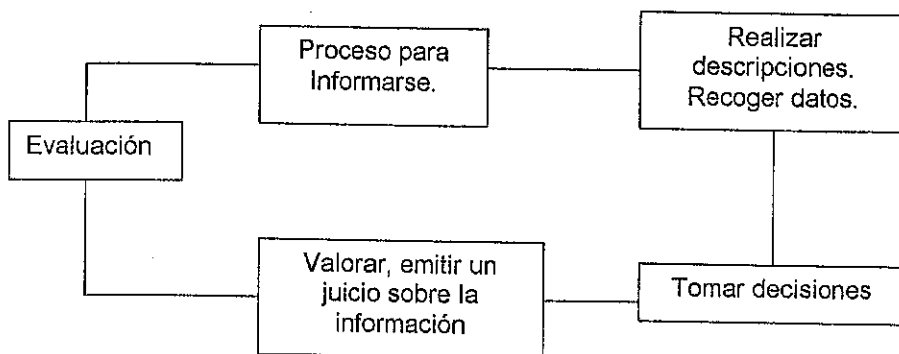 Proceso para
Informarse.
Realizar
descripciones.
Recoger datos.
Evaluación
Valorar, emitir un
juicio sobre la
información
Tomar decisiones